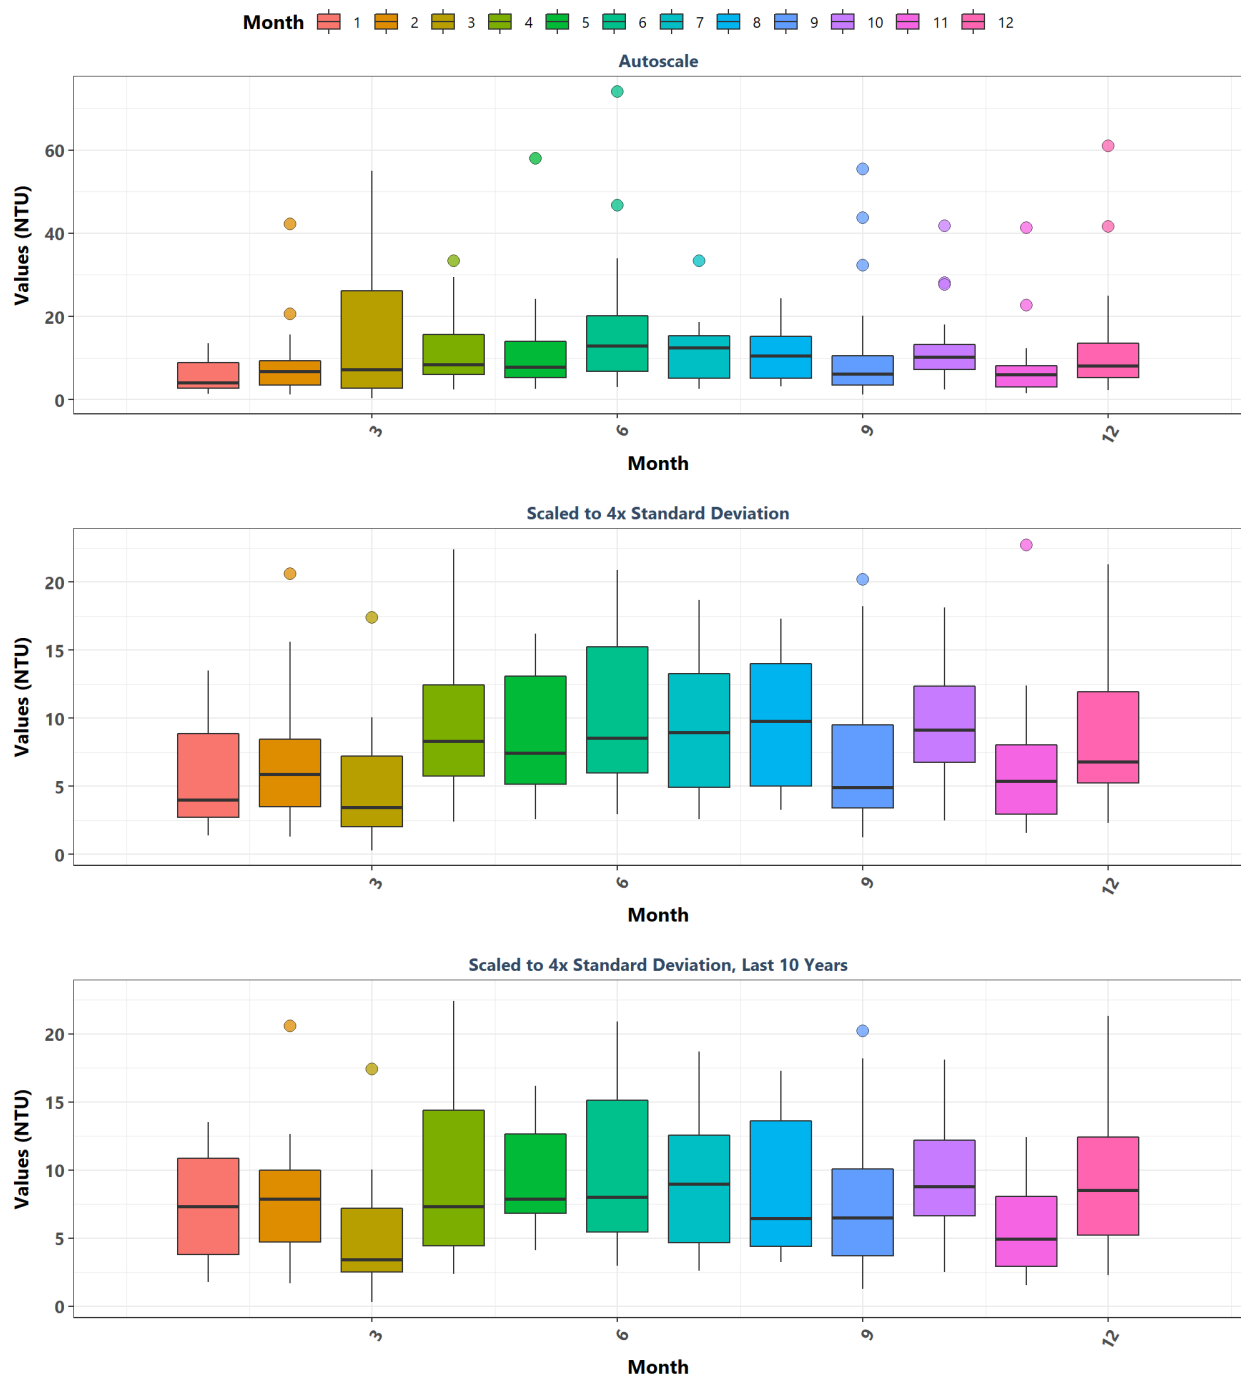 Month 1 2 3 4 5 6 7 8 9 10 11 12
Autoscale
Values (NTU)
60
40
20
0
3 6 9 12
Month
Scaled to 4x Standard Deviation
Values (NTU)
20
15
10
5
0
3 6 9 12
Month
Scaled to 4x Standard Deviation, Last 10 Years
Values (NTU)
20
15
10
5
0
3 6 9 12
Month